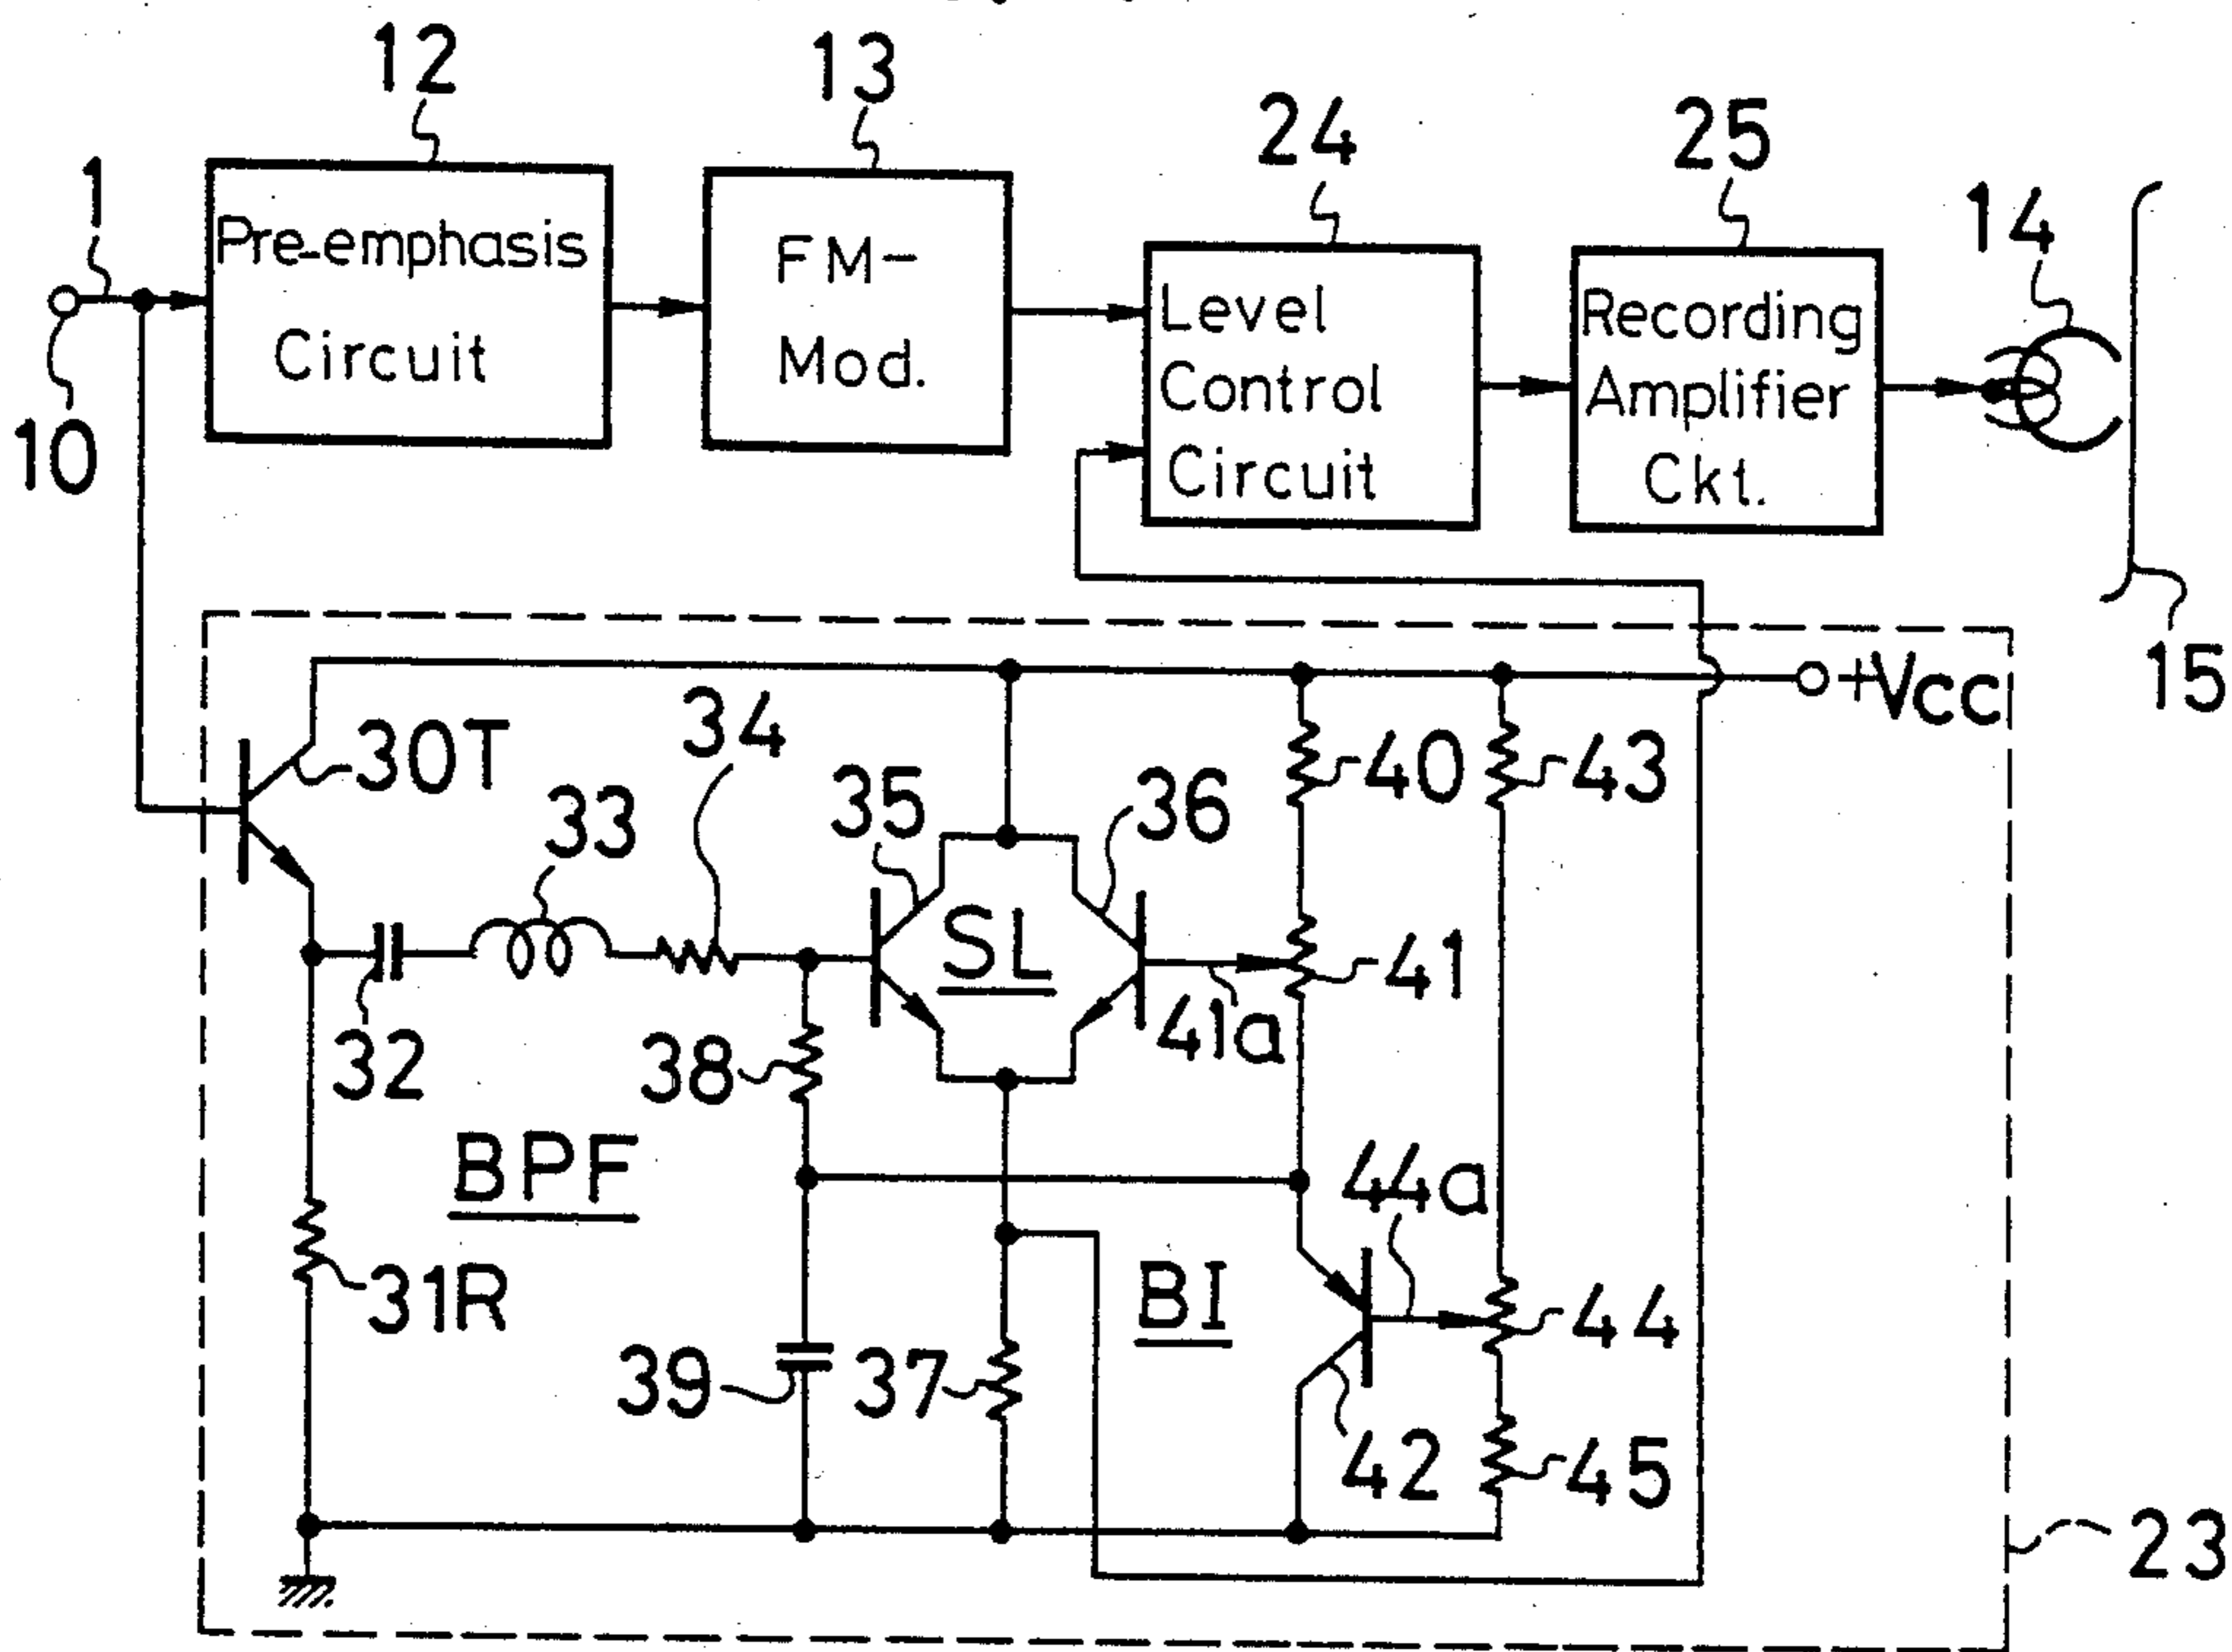 12
13
24
25
1
14
Pre-emphasis
Circuit
FM-
Mod.
Level
Control
Circuit
Recording
Amplifier
Ckt.
10
15
+Vcc
30T
34
33
35
36
40
43
SL
41
41a
32
38
BPF
44a
BI
31R
44
39
37
42
45
23